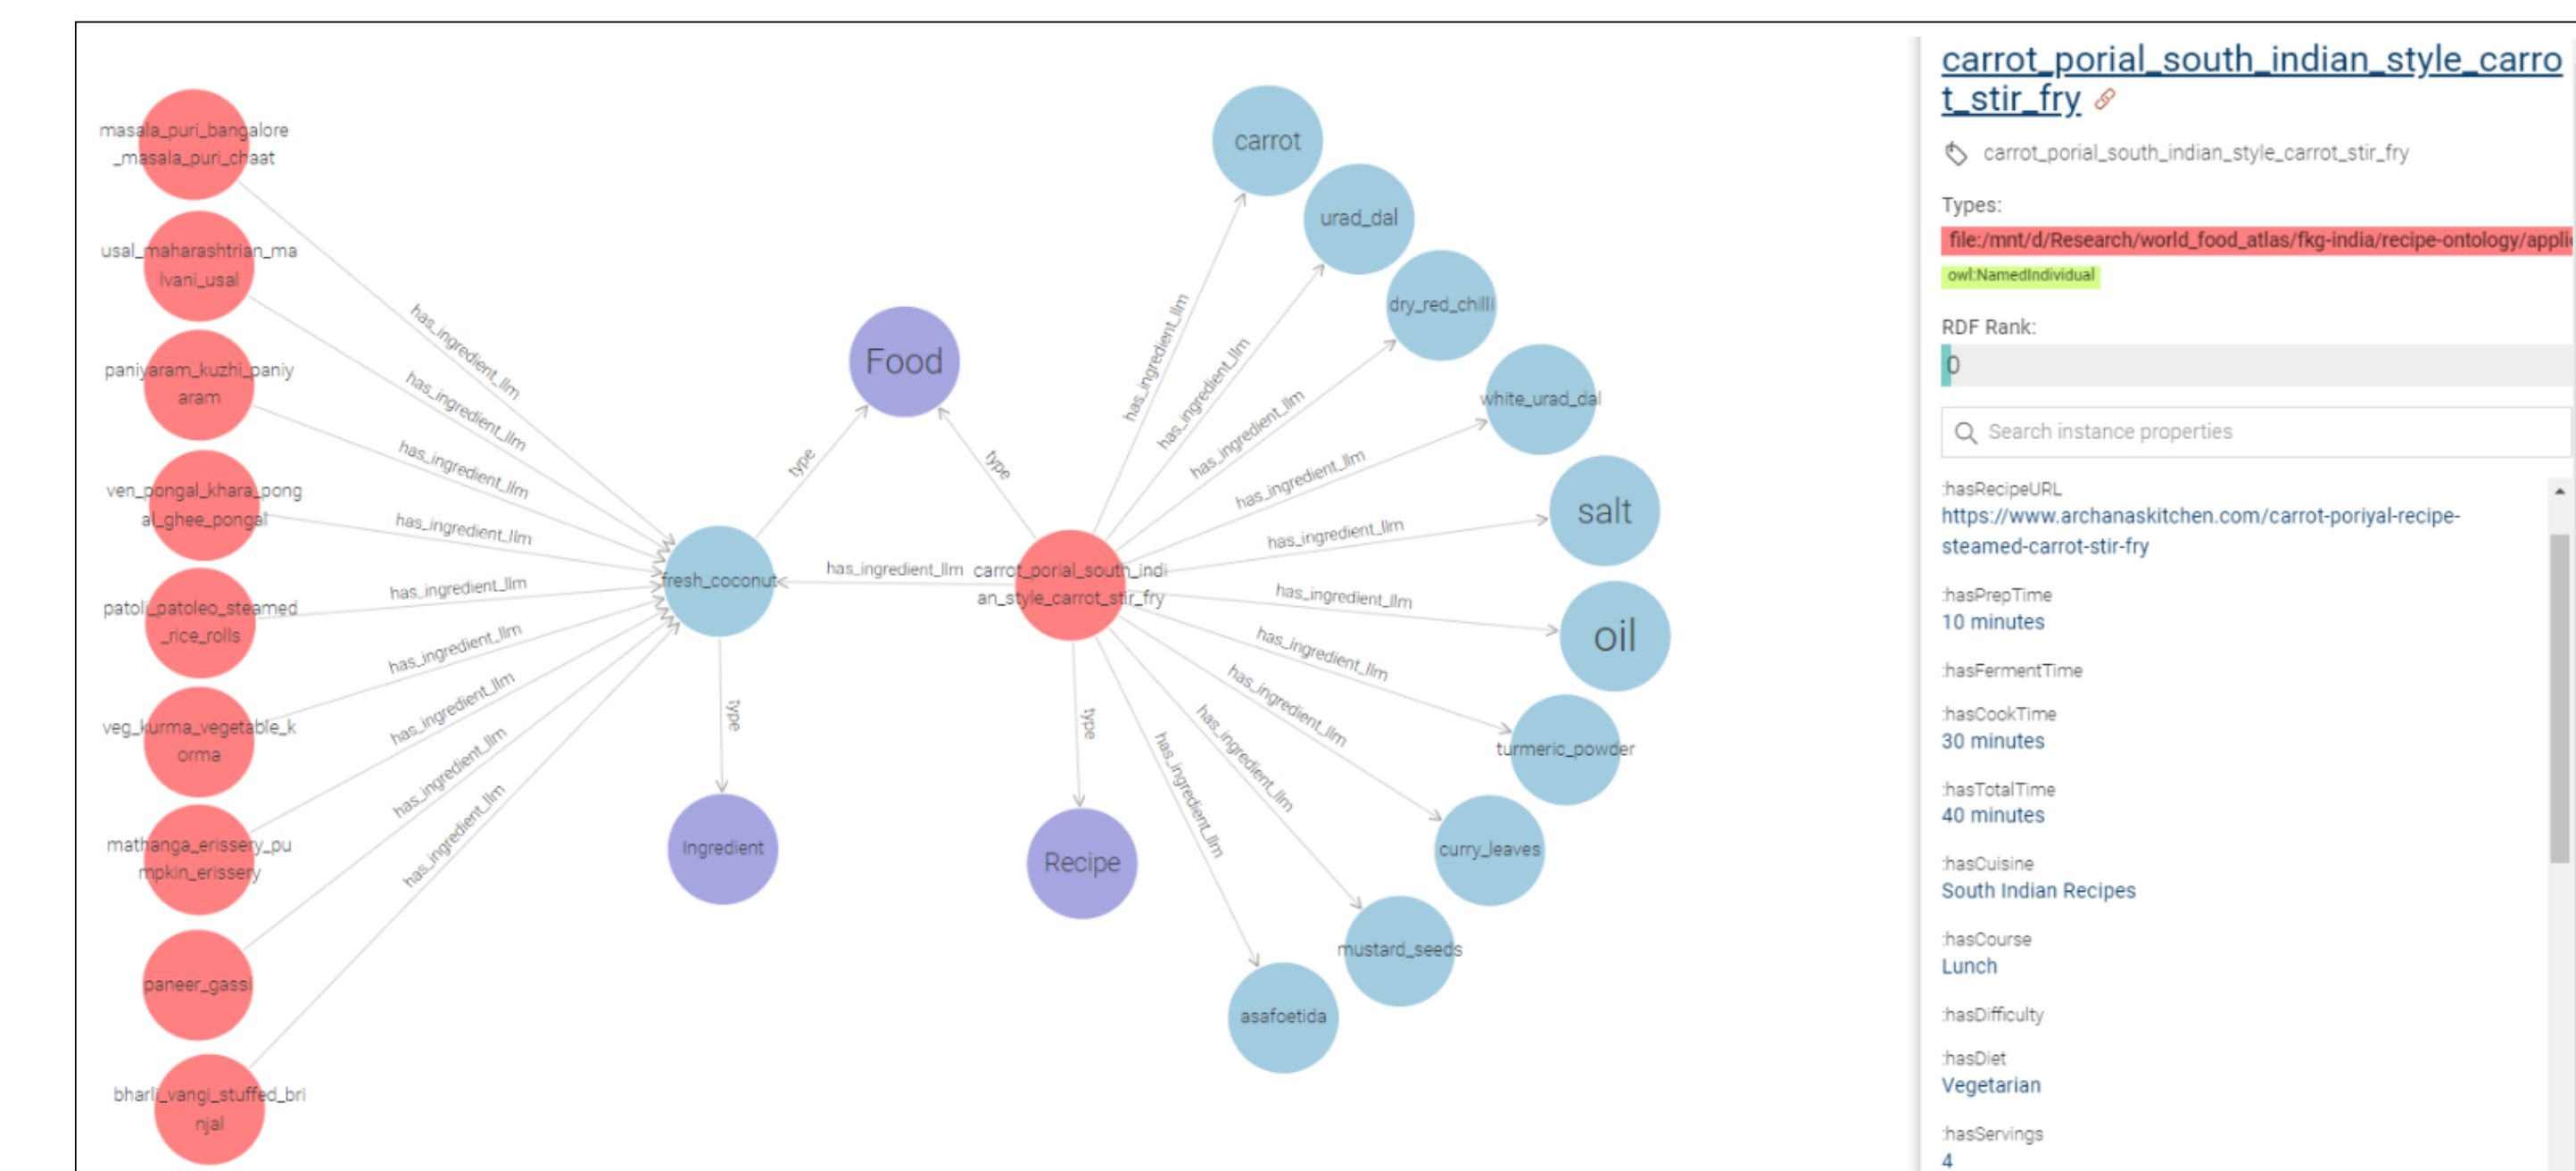 masala_puri_bangalore
_masala_puri_chaat
usal_maharashtrian_ma
lvani_usal
paniyaram_kuzhi_paniy
aram
ven_pongal_khara_pong
al_ghee_pongal
patoli_patoleo_steamed
_rice_rolls
veg_kurma_vegetable_k
orma
mathanga_erissery_pu
mpkin_erissery
paneer_gassi
bharli_vangi_stuffed_bri
njal
has_ingredient_llm
has_ingredient_llm
has_ingredient_llm
has_ingredient_llm
has_ingredient_llm
has_ingredient_llm
has_ingredient_llm
has_ingredient_llm
has_ingredient_llm
fresh_coconut
type
Food
type
type
Ingredient
has_ingredient_llm
carrot_porial_south_indi
an_style_carrot_stir_fry
type
Recipe
has_ingredient_llm
has_ingredient_llm
has_ingredient_llm
has_ingredient_llm
has_ingredient_llm
has_ingredient_llm
has_ingredient_llm
has_ingredient_llm
has_ingredient_llm
has_ingredient_llm
carrot
urad_dal
dry_red_chilli
white_urad_dal
salt
oil
turmeric_powder
curry_leaves
mustard_seeds
asafoetida
carrot_porial_south_indian_style_carro
t_stir_fry
carrot_porial_south_indian_style_carrot_stir_fry
Types:
file:/mnt/d/Research/world_food_atlas/fkg-india/recipe-ontology/appli
owl:NamedIndividual
RDF Rank:
0
Search instance properties
:hasRecipeURL
https://www.archanaskitchen.com/carrot-poriyal-recipe-
steamed-carrot-stir-fry
:hasPrepTime
10 minutes
:hasFermentTime
:hasCookTime
30 minutes
:hasTotalTime
40 minutes
:hasCuisine
South Indian Recipes
:hasCourse
Lunch
:hasDifficulty
:hasDiet
Vegetarian
:hasServings
4